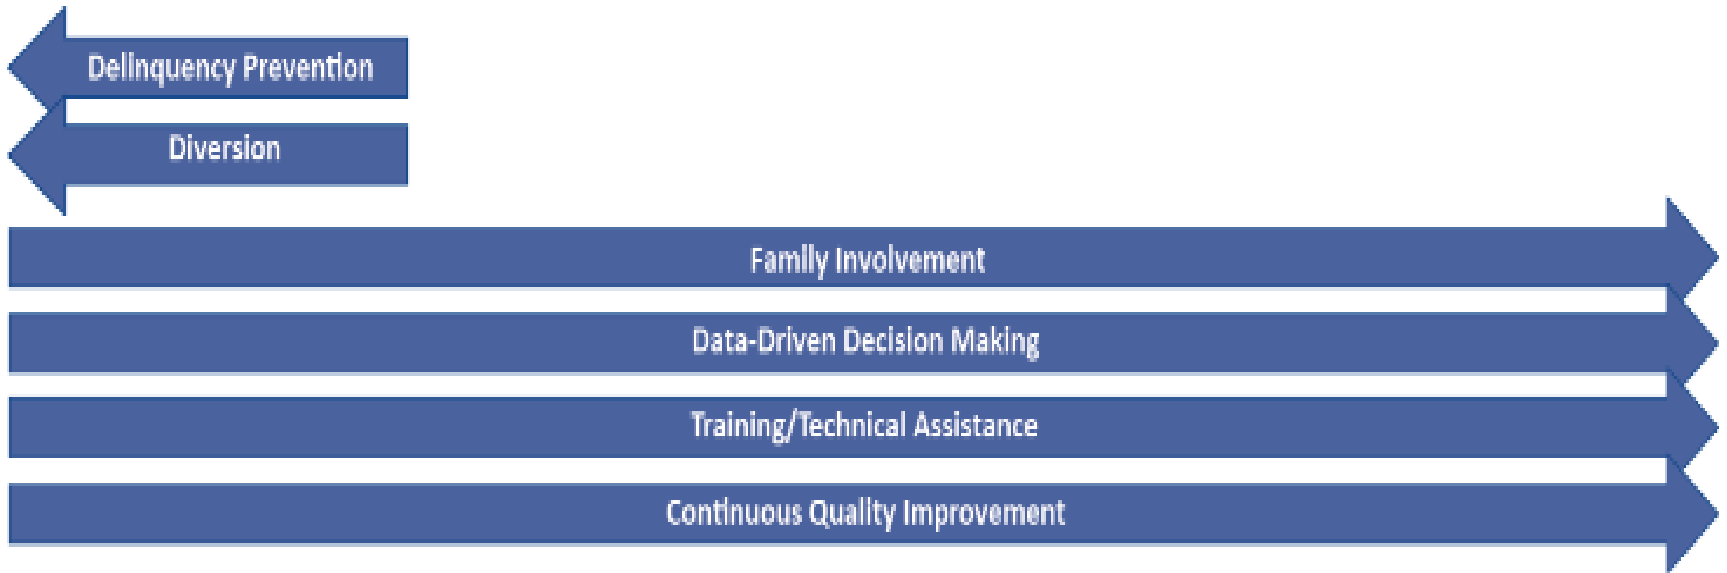 Delinquency Prevention
Diversion
Family Involvement
Data-Driven Decision Making
Training/Technical Assistance
Continuous Quality Improvement